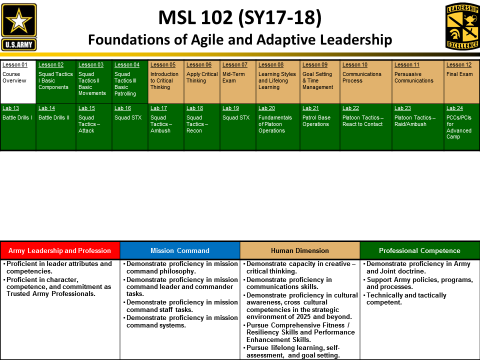 MSL 102 (SY17-18)
Foundations of Agile and Adaptive Leadership
U.S.ARMY
LEADERSHIP
EXCELLENCE
Lesson 01 Lesson 02 Lesson 03 Lesson 04 Lesson 05 Lesson 06 Lesson 07 Lesson 08 Lesson 09 Lesson 10 Lesson 11 Lesson 12
Course Overview
Squad Tactics I Basic Components
Squad Tactics II Basic Movements
Squad Tactics III Basic Patrolling
Introduction to Critical Thinking
Apply Critical Thinking
Mid-Term Exam
Learning Styles and Lifelong Learning
Goal Setting & Time Management
Communications Process
Persuasive Communications
Final Exam
Lab 13 Lab 14 Lab 15 Lab 16 Lab 17 Lab 18 Lab 19 Lab 20 Lab 21 Lab 22 Lab 23 Lab 24
Battle Drills I
Battle Drills II
Squad Tactics – Attack
Squad STX
Squad Tactics – Ambush
Squad Tactics – Recon
Squad STX
Fundamentals of Platoon Operations
Patrol Base Operations
Platoon Tactics – React to Contact
Platoon Tactics – Raid/Ambush
PCCs/PCIs for Advanced Camp
Army Leadership and Profession
• Proficient in leader attributes and
competencies.
• Proficient in character,
competence, and commitment as
Trusted Army Professionals.
Mission Command
• Demonstrate proficiency in mission
command philosophy.
• Demonstrate proficiency in mission
command leader and commander
tasks.
• Demonstrate proficiency in mission
command staff tasks.
• Demonstrate proficiency in mission
command systems.
Human Dimension
• Demonstrate capacity in creative –
critical thinking.
• Demonstrate proficiency in
communications skills.
• Demonstrate proficiency in cultural
awareness, cross cultural
competencies in the strategic
environment of 2025 and beyond.
• Pursue Comprehensive Fitness /
Resiliency Skills and Performance
Enhancement Skills.
• Pursue lifelong learning, self-
assessment, and goal setting.
Professional Competence
• Demonstrate proficiency in Army
and Joint doctrine.
• Support Army policies, programs,
and processes.
• Technically and tactically
competent.